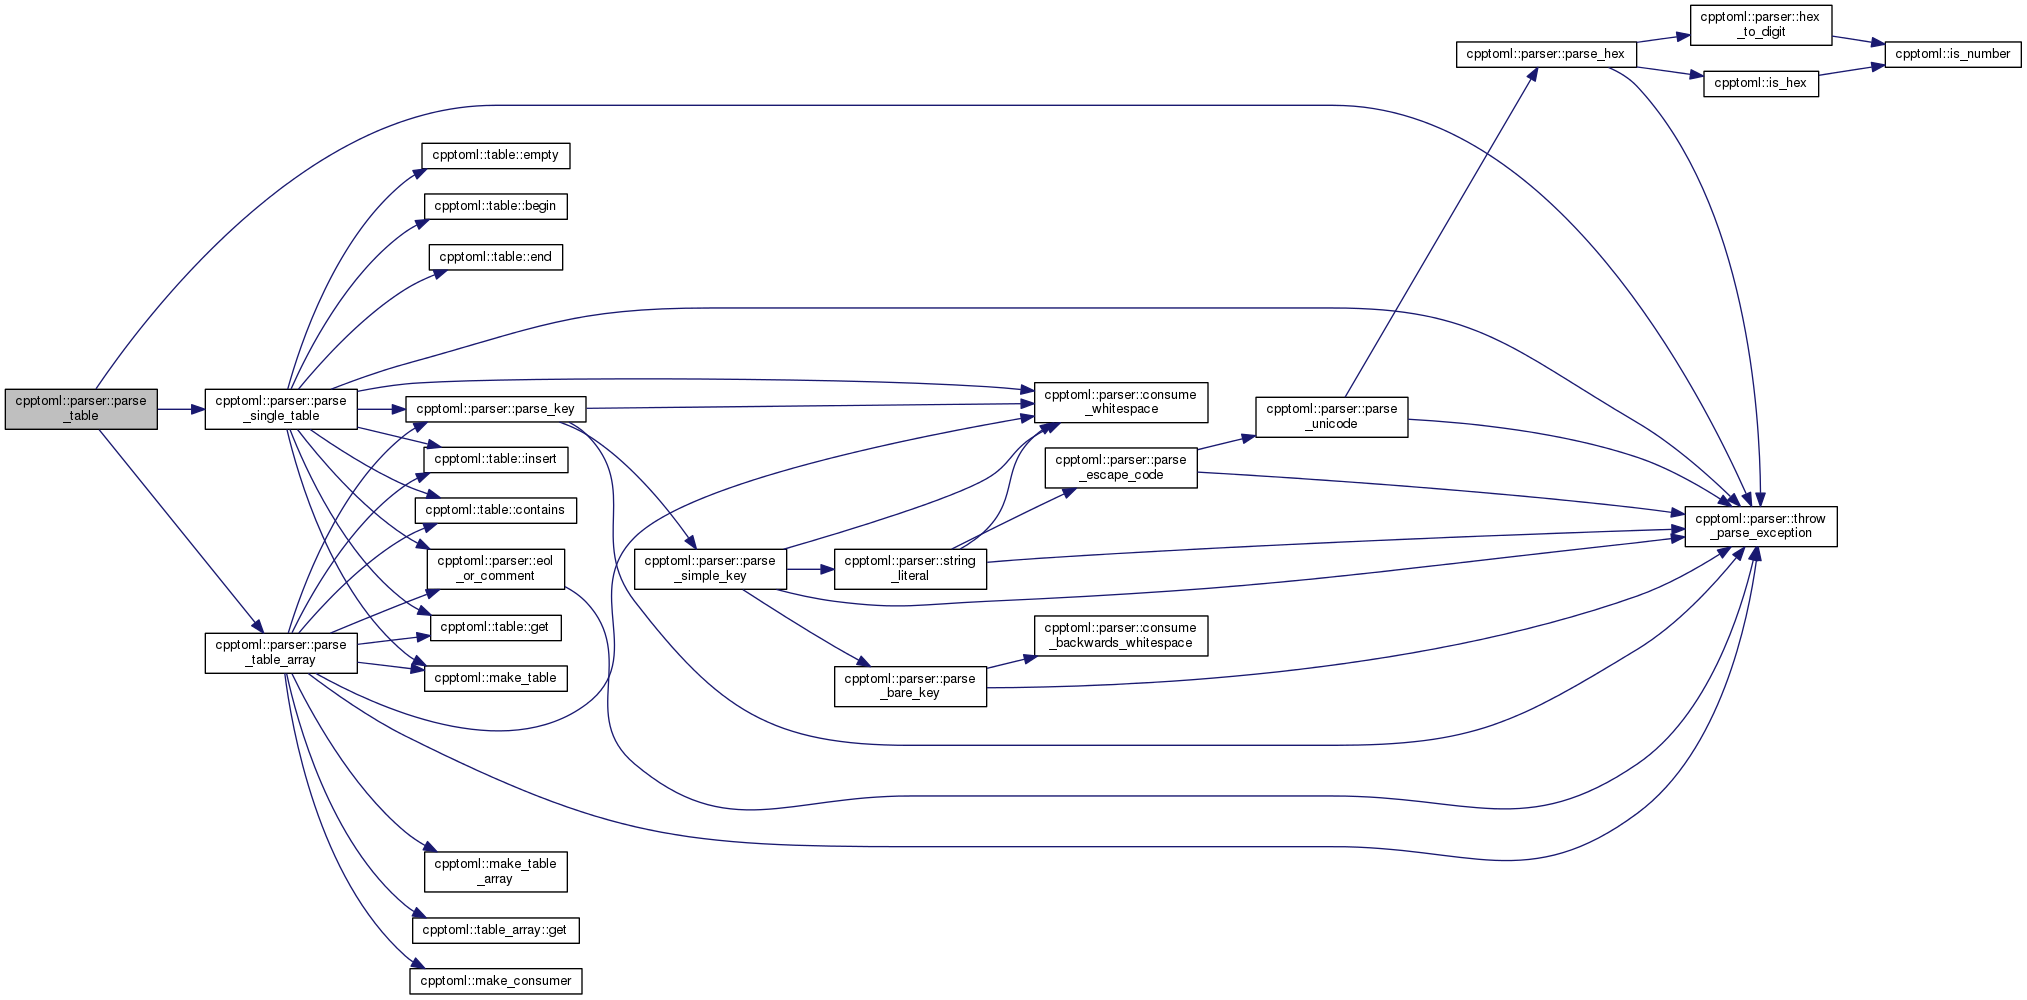 cpptoml::parser::parse
_table
cpptoml::parser::parse
_single_table
cpptoml::parser::parse
_table_array
cpptoml::table::empty
cpptoml::table::begin
cpptoml::table::end
cpptoml::parser::parse_key
cpptoml::table::insert
cpptoml::table::contains
cpptoml::parser::eol
_or_comment
cpptoml::table::get
cpptoml::make_table
cpptoml::make_table
_array
cpptoml::table_array::get
cpptoml::make_consumer
cpptoml::parser::parse
_simple_key
cpptoml::parser::string
_literal
cpptoml::parser::parse
_bare_key
cpptoml::parser::consume
_whitespace
cpptoml::parser::parse
_escape_code
cpptoml::parser::consume
_backwards_whitespace
cpptoml::parser::parse
_unicode
cpptoml::parser::parse_hex
cpptoml::parser::hex
_to_digit
cpptoml::is_hex
cpptoml::is_number
cpptoml::parser::throw
_parse_exception